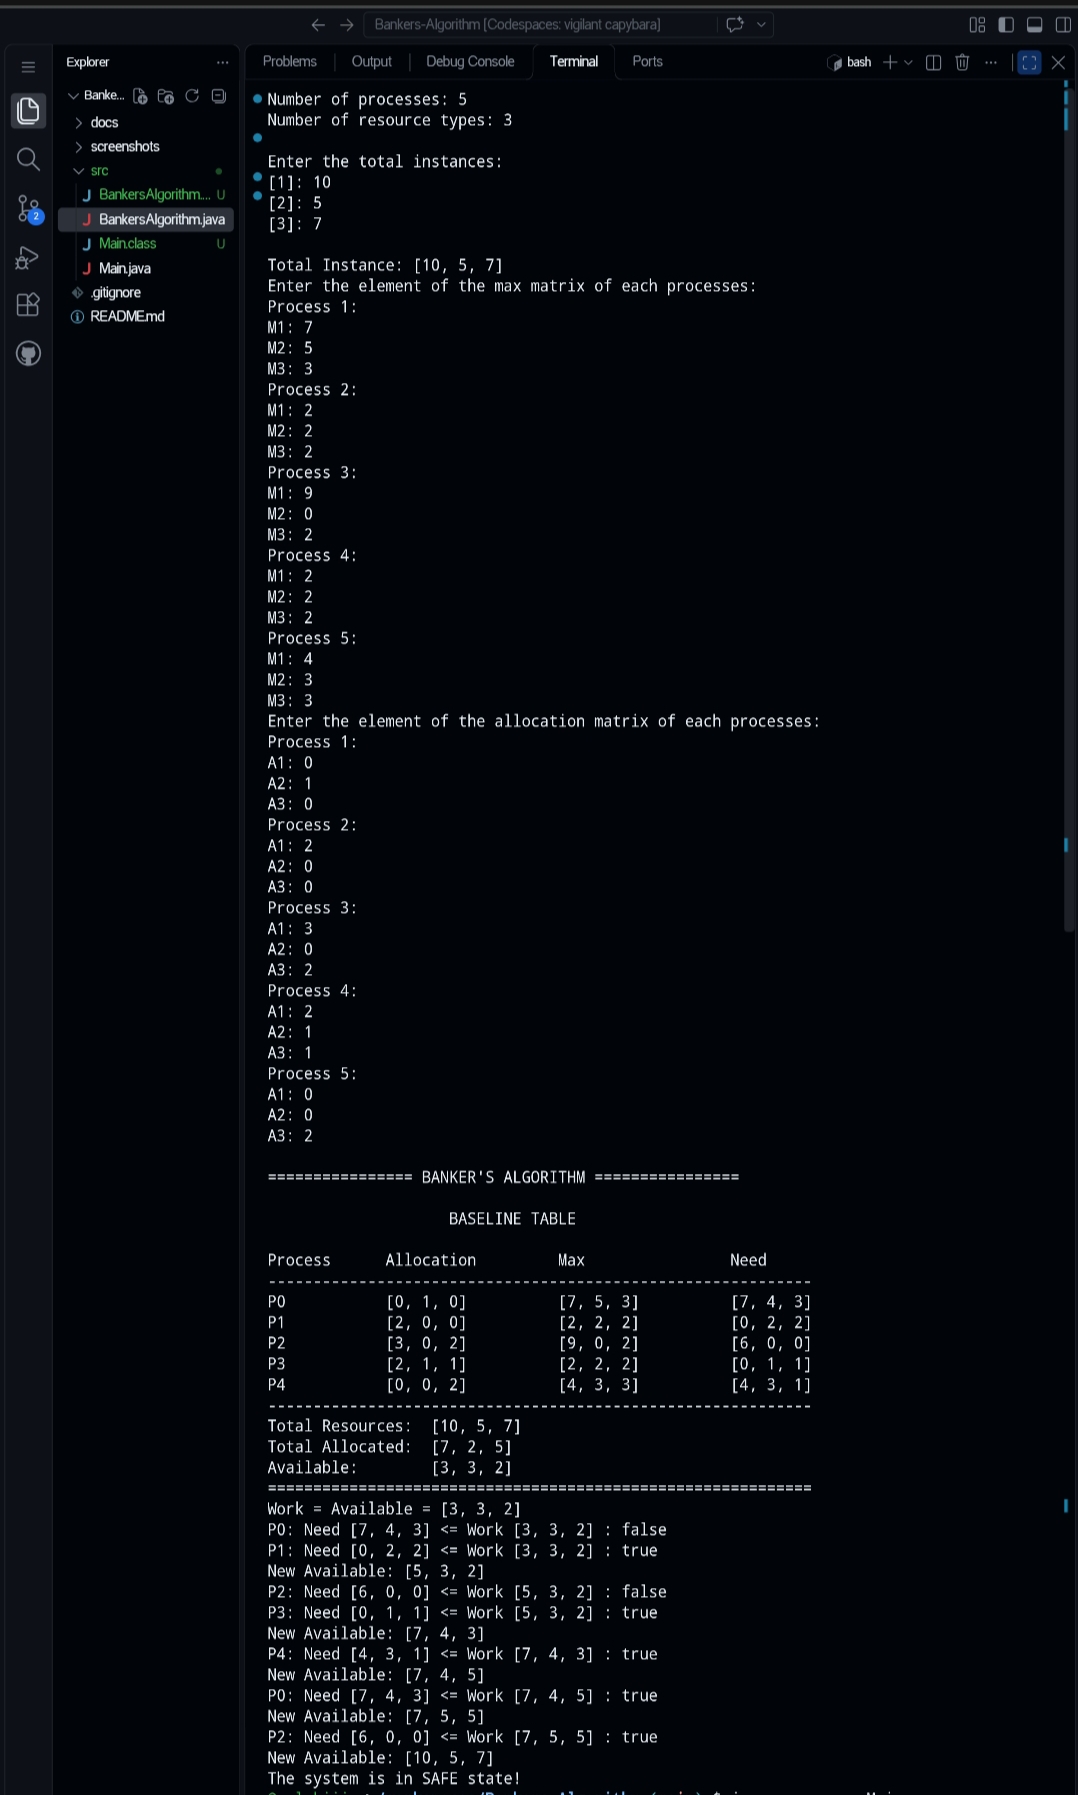 Bankers-Algorithm [Codespaces: vigilant capybara]
Explorer
Banke...
docs
screenshots
src
BankersAlgorithm.... U
BankersAlgorithm.java
Main.class U
Main.java
.gitignore
README.md
2
Problems Output Debug Console Terminal Ports bash
Number of processes: 5
Number of resource types: 3
Enter the total instances:
[1]: 10
[2]: 5
[3]: 7
Total Instance: [10, 5, 7]
Enter the element of the max matrix of each processes:
Process 1:
M1: 7
M2: 5
M3: 3
Process 2:
M1: 2
M2: 2
M3: 2
Process 3:
M1: 9
M2: 0
M3: 2
Process 4:
M1: 2
M2: 2
M3: 2
Process 5:
M1: 4
M2: 3
M3: 3
Enter the element of the allocation matrix of each processes:
Process 1:
A1: 0
A2: 1
A3: 0
Process 2:
A1: 2
A2: 0
A3: 0
Process 3:
A1: 3
A2: 0
A3: 2
Process 4:
A1: 2
A2: 1
A3: 1
Process 5:
A1: 0
A2: 0
A3: 2
================ BANKER'S ALGORITHM ================
BASELINE TABLE
Process Allocation Max Need
------------------------------------------------------------
P0 [0, 1, 0] [7, 5, 3] [7, 4, 3]
P1 [2, 0, 0] [2, 2, 2] [0, 2, 2]
P2 [3, 0, 2] [9, 0, 2] [6, 0, 0]
P3 [2, 1, 1] [2, 2, 2] [0, 1, 1]
P4 [0, 0, 2] [4, 3, 3] [4, 3, 1]
------------------------------------------------------------
Total Resources: [10, 5, 7]
Total Allocated: [7, 2, 5]
Available: [3, 3, 2]
============================================================
Work = Available = [3, 3, 2]
P0: Need [7, 4, 3] <= Work [3, 3, 2] : false
P1: Need [0, 2, 2] <= Work [3, 3, 2] : true
New Available: [5, 3, 2]
P2: Need [6, 0, 0] <= Work [5, 3, 2] : false
P3: Need [0, 1, 1] <= Work [5, 3, 2] : true
New Available: [7, 4, 3]
P4: Need [4, 3, 1] <= Work [7, 4, 3] : true
New Available: [7, 4, 5]
P0: Need [7, 4, 3] <= Work [7, 4, 5] : true
New Available: [7, 5, 5]
P2: Need [6, 0, 0] <= Work [7, 5, 5] : true
New Available: [10, 5, 7]
The system is in SAFE state!